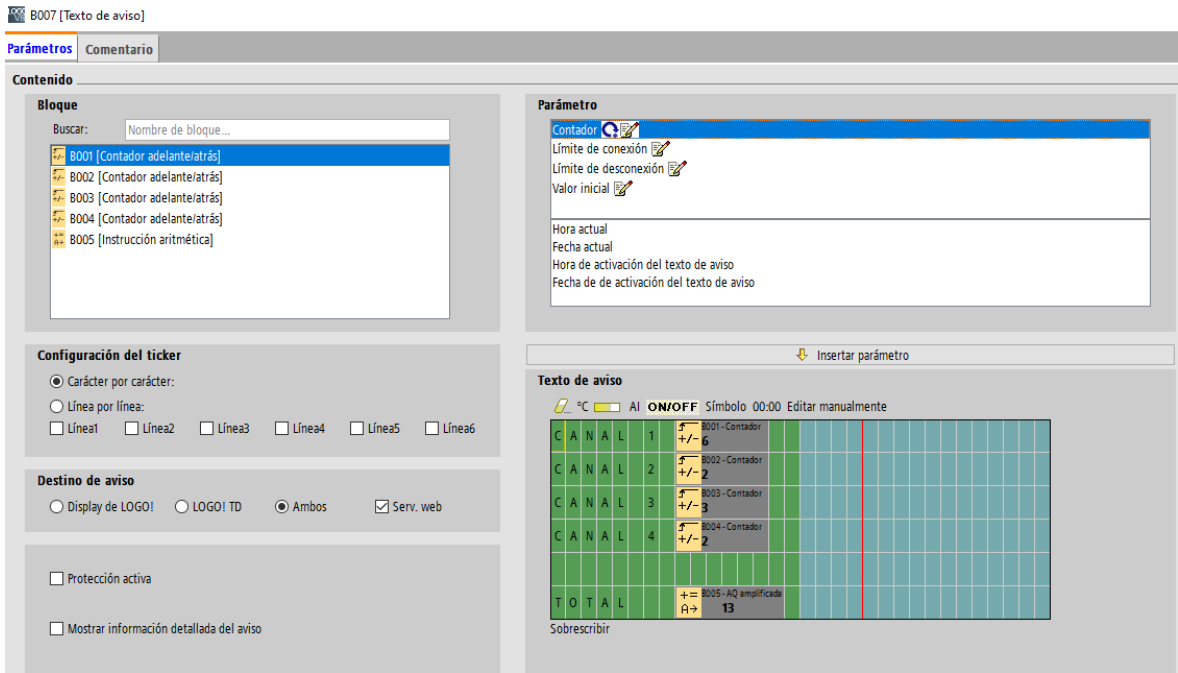 B007 [Texto de aviso]
Parámetros Comentario
Contenido
Bloque
Buscar: Nombre de bloque...
B001 [Contador adelante/atrás]
B002 [Contador adelante/atrás]
B003 [Contador adelante/atrás]
B004 [Contador adelante/atrás]
B005 [Instrucción aritmética]
Parámetro
Contador
Límite de conexión
Límite de desconexión
Valor inicial
Hora actual
Fecha actual
Hora de activación del texto de aviso
Fecha de de activación del texto de aviso
Configuración del ticker
Carácter por carácter:
Línea por línea:
Línea1 Línea2 Línea3 Línea4 Línea5 Línea6
Destino de aviso
Display de LOGO! LOGO! TD Ambos Serv. web
Protección activa
Mostrar información detallada del aviso
Insertar parámetro
Texto de aviso
°C AI ON/OFF Símbolo 00:00 Editar manualmente
CANAL 1 +/- B001 - Contador 6
CANAL 2 +/- B002 - Contador 2
CANAL 3 +/- B003 - Contador 3
CANAL 4 +/- B004 - Contador 2
TOTAL += A→ B005 - AQ amplificada 13
Sobrescribir